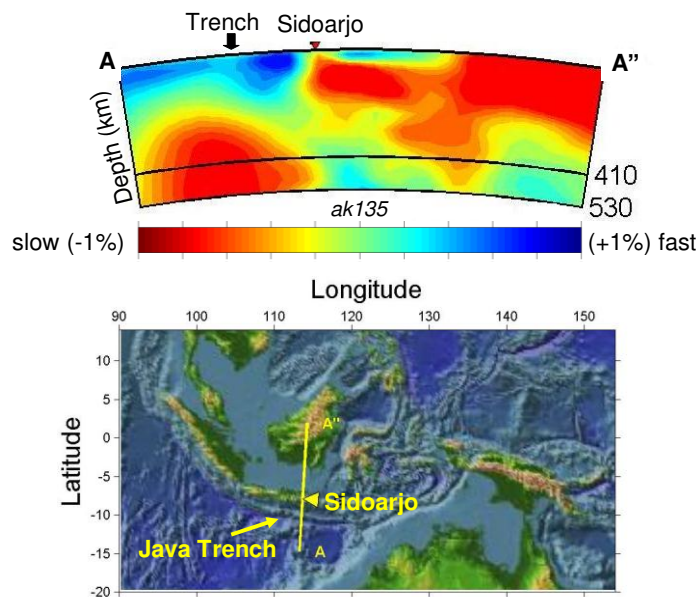 Trench Sidoarjo
A A”
Depth (km)
410
530
ak135
slow (-1%) (+1%) fast
Longitude
90 100 110 120 130 140 150
Latitude
10
5
0
-5
-10
-15
-20
A"
Sidoarjo
Java Trench
A